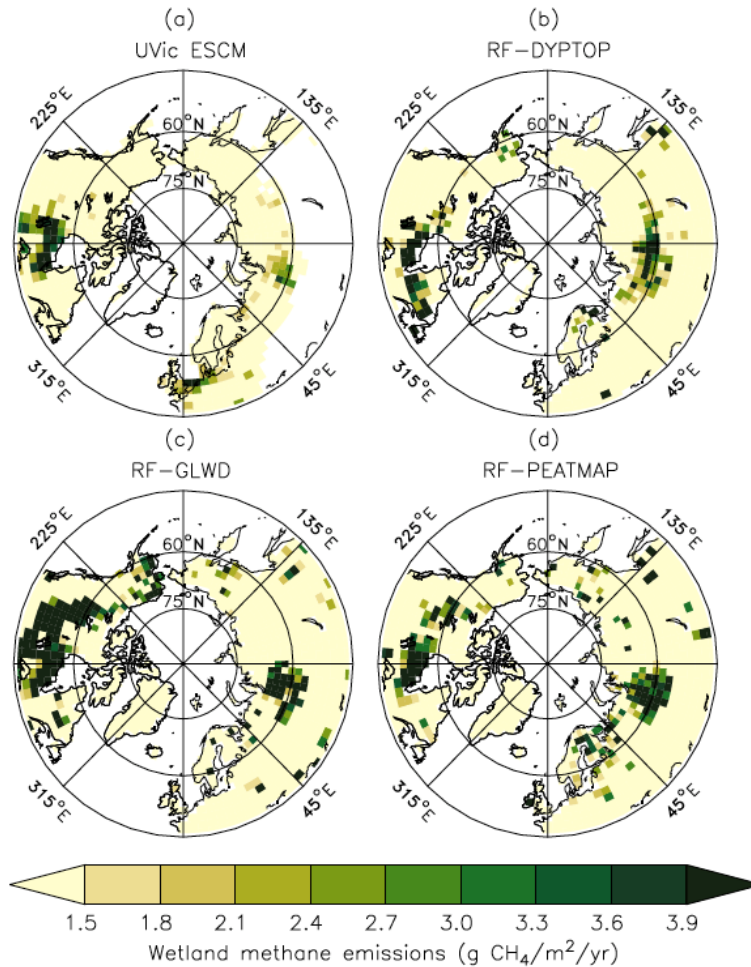 (a)
UVic ESCM
225°E
135°E
60°N
75°N
315°E
45°E
(b)
RF-DYPTOP
225°E
135°E
60°N
75°N
315°E
45°E
(c)
RF-GLWD
225°E
135°E
60°N
75°N
315°E
45°E
(d)
RF-PEATMAP
225°E
135°E
60°N
75°N
315°E
45°E
1.5 1.8 2.1 2.4 2.7 3.0 3.3 3.6 3.9
Wetland methane emissions (g CH₄/m²/yr)